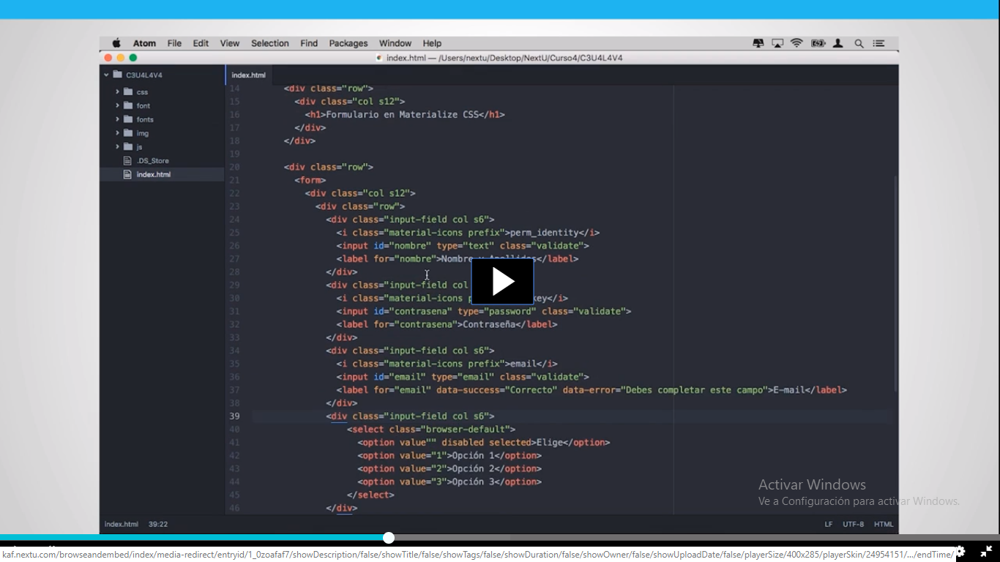 Atom File Edit View Selection Find Packages Window Help
index.html — /Users/nextu/Desktop/NextU/Curso4/C3U4L4V4
C3U4L4V4
css
font
fonts
img
js
.DS_Store
index.html
index.html
14 <div class="row">
15 <div class="col s12">
16 <h1>Formulario en Materialize CSS</h1>
17 </div>
18 </div>
19
20 <div class="row">
21 <form>
22 <div class="col s12">
23 <div class="row">
24 <div class="input-field col s6">
25 <i class="material-icons prefix">perm_identity</i>
26 <input id="nombre" type="text" class="validate">
27 <label for="nombre">Nombre y Apellidos</label>
28 </div>
29 <div class="input-field col
30 <i class="material-icons key</i>
31 <input id="contrasena" type="password" class="validate">
32 <label for="contrasena">Contraseña</label>
33 </div>
34 <div class="input-field col s6">
35 <i class="material-icons prefix">email</i>
36 <input id="email" type="email" class="validate">
37 <label for="email" data-success="Correcto" data-error="Debes completar este campo">E-mail</label>
38 </div>
39 <div class="input-field col s6">
40 <select class="browser-default">
41 <option value"" disabled selected>Elige</option>
42 <option value="1">Opción 1</option>
43 <option value="2">Opción 2</option>
44 <option value="3">Opción 3</option>
45 </select>
46 </div>
Activar Windows
Ve a Configuración para activar Windows.
index.html 39:22 LF UTF-8 HTML
kaf.nextu.com/browseandembed/index/media-redirect/entryid/1_0zoafaf7/showDescription/false/showTitle/false/showTags/false/showDuration/false/showOwner/false/showUploadDate/false/playerSize/400x285/playerSkin/24954151/.../endTime/